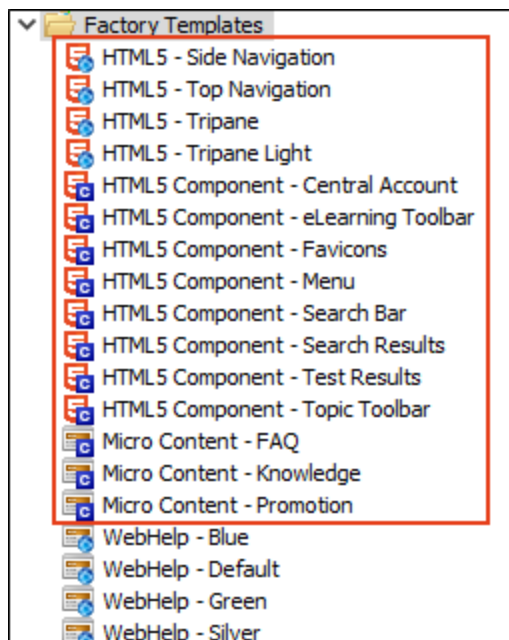 Factory Templates
HTML5 - Side Navigation
HTML5 - Top Navigation
HTML5 - Tripane
HTML5 - Tripane Light
HTML5 Component - Central Account
HTML5 Component - eLearning Toolbar
HTML5 Component - Favicons
HTML5 Component - Menu
HTML5 Component - Search Bar
HTML5 Component - Search Results
HTML5 Component - Test Results
HTML5 Component - Topic Toolbar
Micro Content - FAQ
Micro Content - Knowledge
Micro Content - Promotion
WebHelp - Blue
WebHelp - Default
WebHelp - Green
WebHelp - Silver